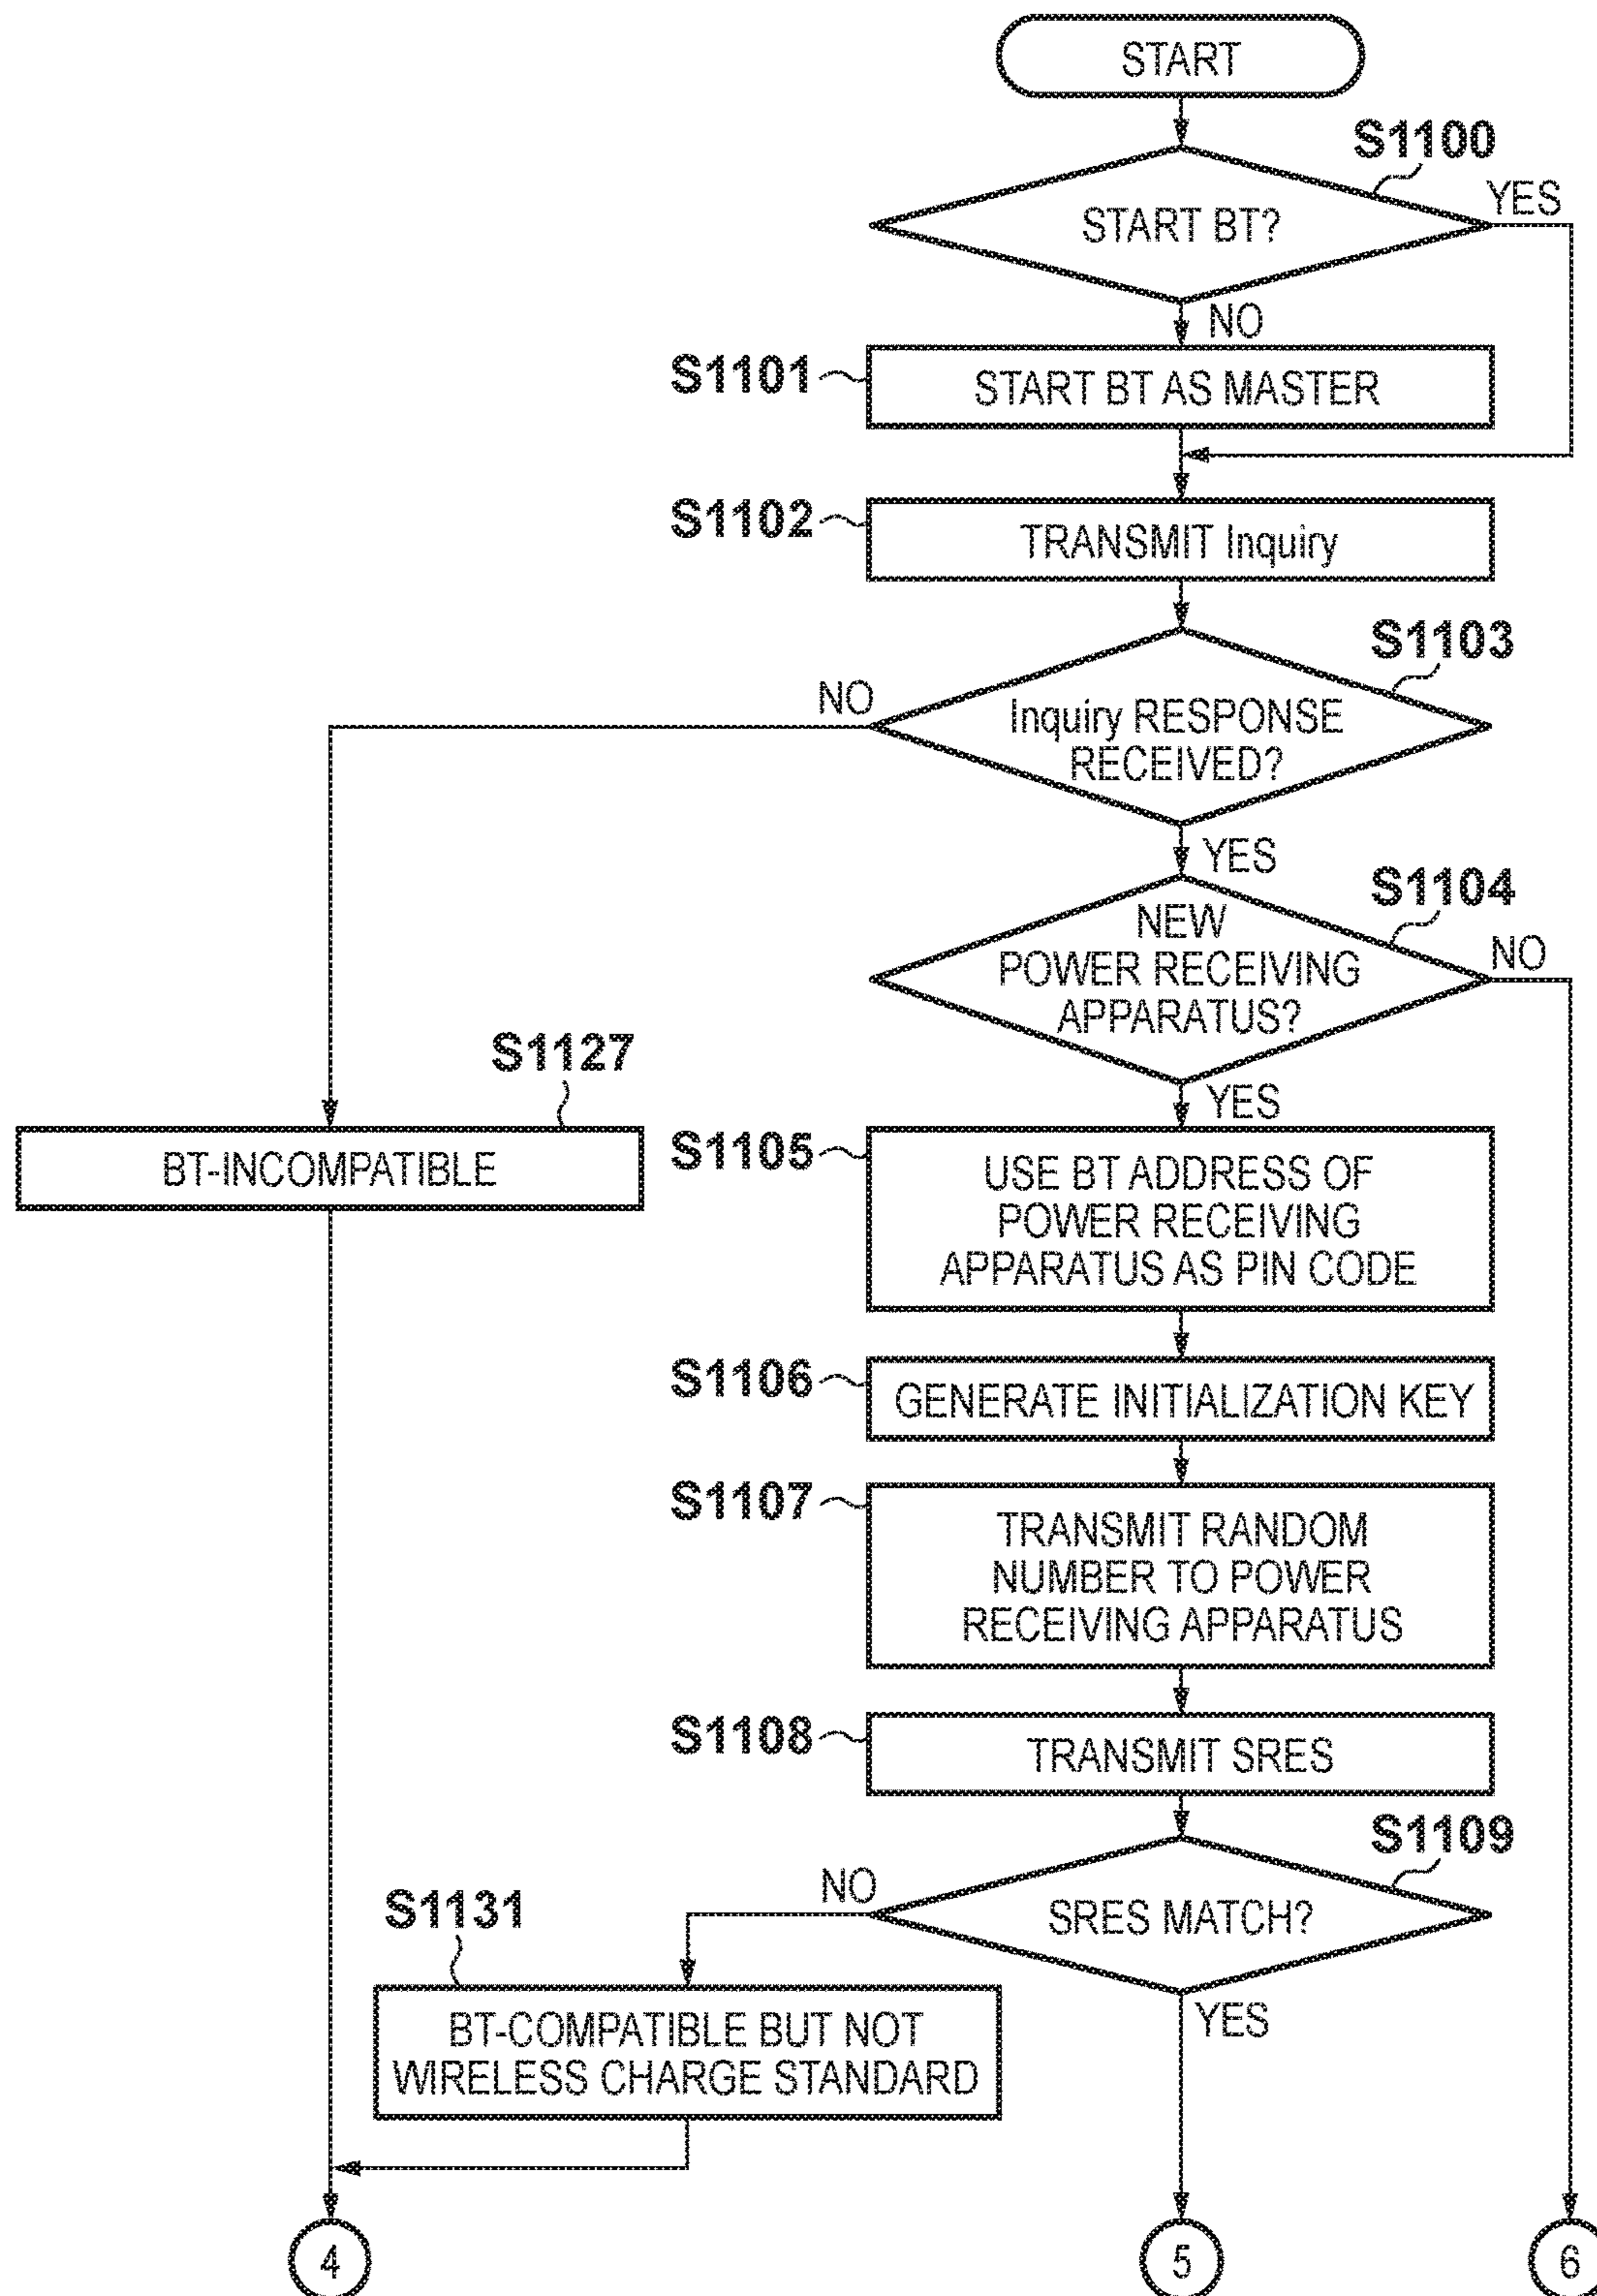 START
S1100
START BT?
YES
NO
S1101
START BT AS MASTER
S1102
TRANSMIT Inquiry
S1103
NO
Inquiry RESPONSE
RECEIVED?
YES
S1104
NEW
POWER RECEIVING
APPARATUS?
NO
YES
S1127
BT-INCOMPATIBLE
S1105
USE BT ADDRESS OF
POWER RECEIVING
APPARATUS AS PIN CODE
S1106
GENERATE INITIALIZATION KEY
S1107
TRANSMIT RANDOM
NUMBER TO POWER
RECEIVING APPARATUS
S1108
TRANSMIT SRES
S1109
NO
SRES MATCH?
YES
S1131
BT-COMPATIBLE BUT NOT
WIRELESS CHARGE STANDARD
4
5
6